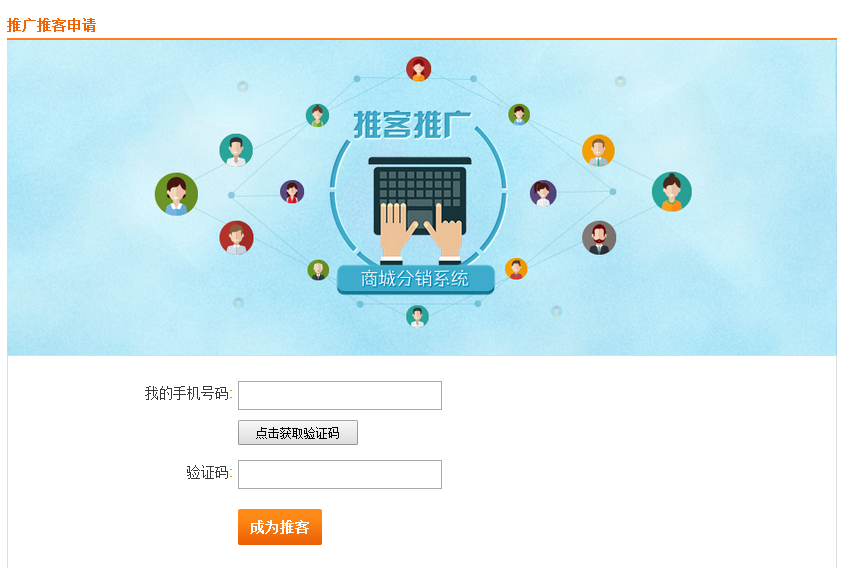 推广推客申请
推客推广
商城分销系统
我的手机号码:
点击获取验证码
验证码:
成为推客